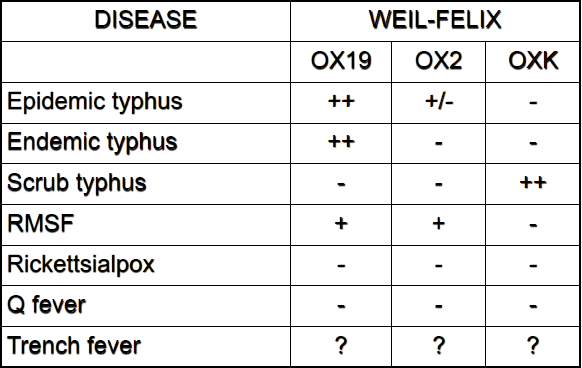 DISEASE WEIL-FELIX
OX19 OX2 OXK
Epidemic typhus ++ +/- -
Endemic typhus ++ - -
Scrub typhus - - ++
RMSF + + -
Rickettsialpox - - -
Q fever - - -
Trench fever ? ? ?